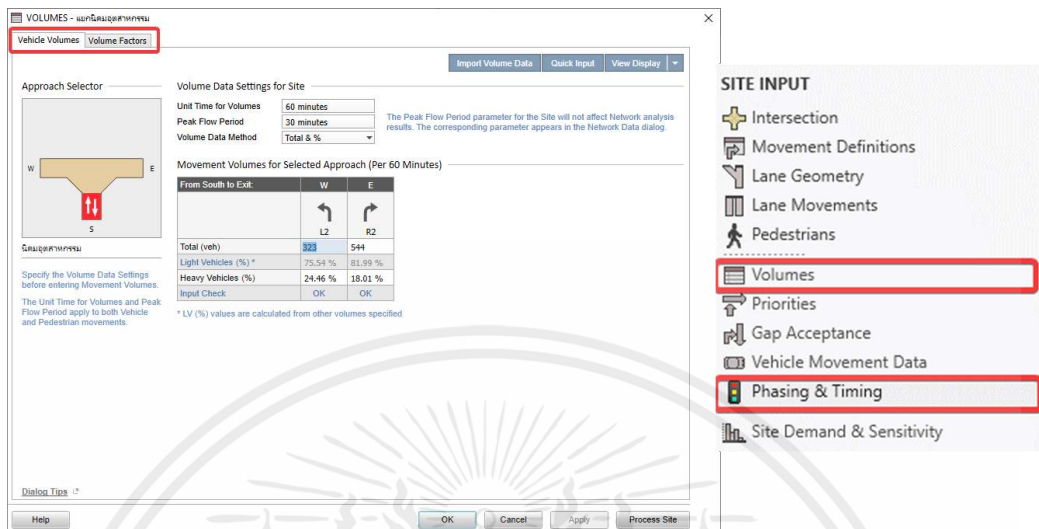 VOLUMES - แยกนิคมอุตสาหกรรม
Vehicle Volumes Volume Factors
Import Volume Data Quick Input View Display
Approach Selector
W
E
S
นิคมอุตสาหกรรม
Specify the Volume Data Settings
before entering Movement Volumes.
The Unit Time for Volumes and Peak
Flow Period apply to both Vehicle
and Pedestrian movements.
Volume Data Settings for Site
Unit Time for Volumes 60 minutes
Peak Flow Period 30 minutes
Volume Data Method Total & %
The Peak Flow Period parameter for the Site will not affect Network analysis
results. The corresponding parameter appears in the Network Data dialog.
Movement Volumes for Selected Approach (Per 60 Minutes)
From South to Exit: W E
L2 R2
Total (veh) 323 544
Light Vehicles (%) * 75.54 % 81.99 %
Heavy Vehicles (%) 24.46 % 18.01 %
Input Check OK OK
* LV (%) values are calculated from other volumes specified
Dialog Tips
Help OK Cancel Apply Process Site
SITE INPUT
Intersection
Movement Definitions
Lane Geometry
Lane Movements
Pedestrians
Volumes
Priorities
Gap Acceptance
Vehicle Movement Data
Phasing & Timing
Site Demand & Sensitivity